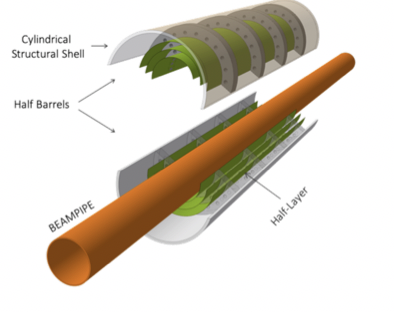 Cylindrical
Structural Shell
Half Barrels
BEAMPIPE
Half-Layer